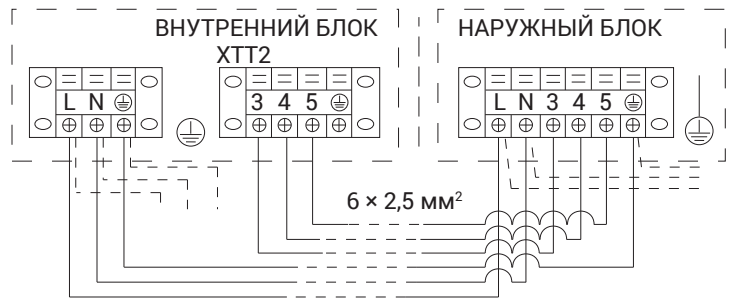 ВНУТРЕННИЙ БЛОК
НАРУЖНЫЙ БЛОК
XTT2
L N
3 4 5
L N 3 4 5
6 × 2,5 мм²